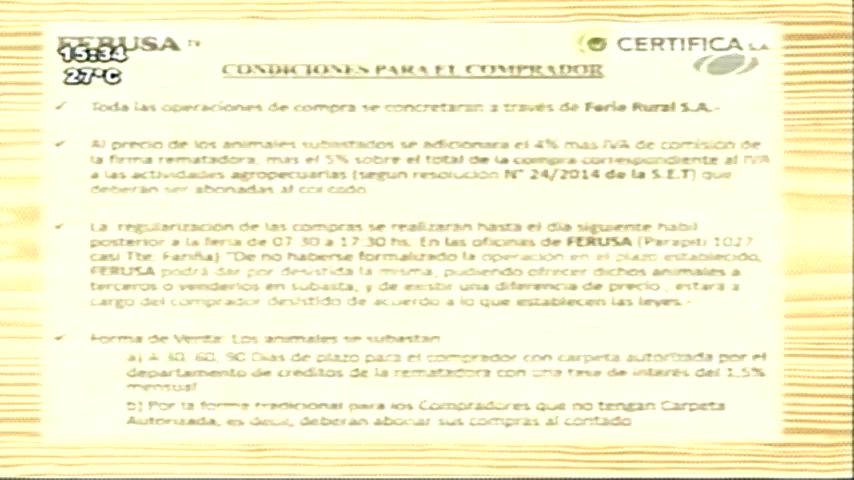 FERUSA TV
15:34
27°C
CERTIFICA S.A.
CONDICIONES PARA EL COMPRADOR
✓ Toda las operaciones de compra se concretaran a través de Feria Rural S.A.-
✓ Al precio de los animales subastados se adicionara el 4% mas IVA de comisión de
la firma rematadora, mas el 5% sobre el total de la compra correspondiente al IVA
a las actividades agropecuarias (segun resolución N° 24/2014 de la S.E.T) que
deberán ser abonadas al contado
✓ La regularización de las compras se realizaran hasta el día siguiente habil
posterior a la feria de 07:30 a 17:30 hs. En las oficinas de FERUSA (Parapiti 1027
casi Tte. Fariña) "De no haberse formalizado la operación en el plazo establecido,
FERUSA podrá dar por desistida la misma, pudiendo ofrecer dichos animales a
terceros o venderlos en subasta, y de existir una diferencia de precio, estará a
cargo del comprador desistido de acuerdo a lo que establecen las leyes.-
✓ Forma de Venta: Los animales se subastan
a) A 30, 60, 90 Dias de plazo para el comprador con carpeta autorizada por el
departamento de creditos de la rematadora con una tasa de interés del 1,5%
mensual
b) Por la forma tradicional para los Compradores que no tengan Carpeta
Autorizada, es decir, deberán abonar sus compras al contado